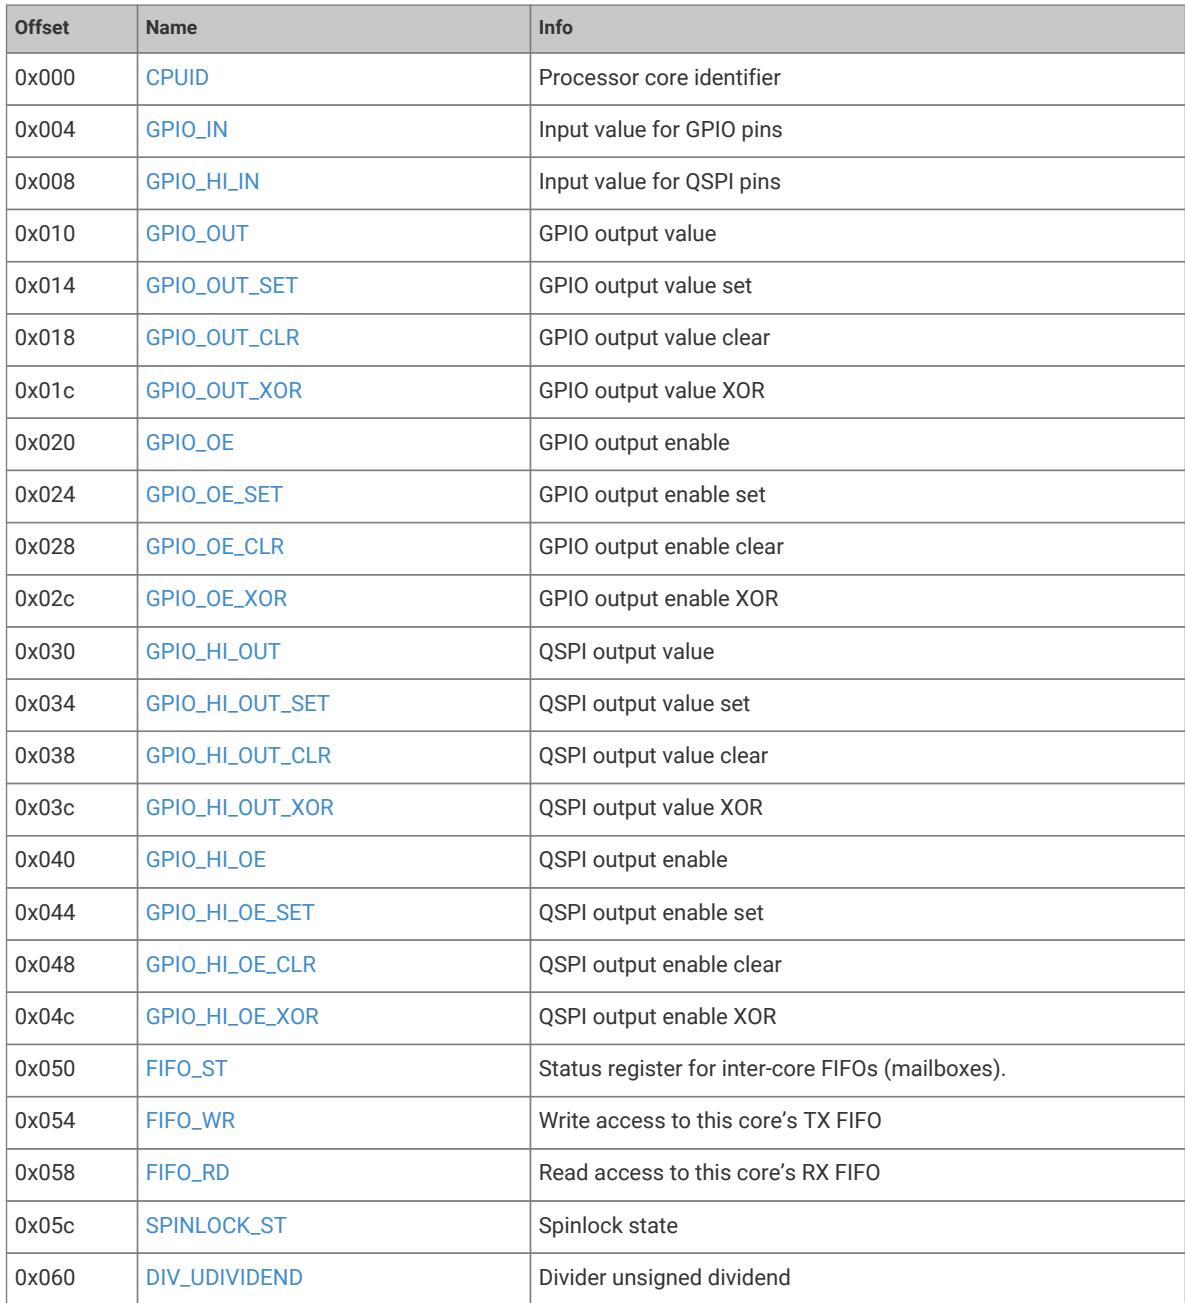 Offset Name Info
0x000 CPUID Processor core identifier
0x004 GPIO_IN Input value for GPIO pins
0x008 GPIO_HI_IN Input value for QSPI pins
0x010 GPIO_OUT GPIO output value
0x014 GPIO_OUT_SET GPIO output value set
0x018 GPIO_OUT_CLR GPIO output value clear
0x01c GPIO_OUT_XOR GPIO output value XOR
0x020 GPIO_OE GPIO output enable
0x024 GPIO_OE_SET GPIO output enable set
0x028 GPIO_OE_CLR GPIO output enable clear
0x02c GPIO_OE_XOR GPIO output enable XOR
0x030 GPIO_HI_OUT QSPI output value
0x034 GPIO_HI_OUT_SET QSPI output value set
0x038 GPIO_HI_OUT_CLR QSPI output value clear
0x03c GPIO_HI_OUT_XOR QSPI output value XOR
0x040 GPIO_HI_OE QSPI output enable
0x044 GPIO_HI_OE_SET QSPI output enable set
0x048 GPIO_HI_OE_CLR QSPI output enable clear
0x04c GPIO_HI_OE_XOR QSPI output enable XOR
0x050 FIFO_ST Status register for inter-core FIFOs (mailboxes).
0x054 FIFO_WR Write access to this core’s TX FIFO
0x058 FIFO_RD Read access to this core’s RX FIFO
0x05c SPINLOCK_ST Spinlock state
0x060 DIV_UDIVIDEND Divider unsigned dividend